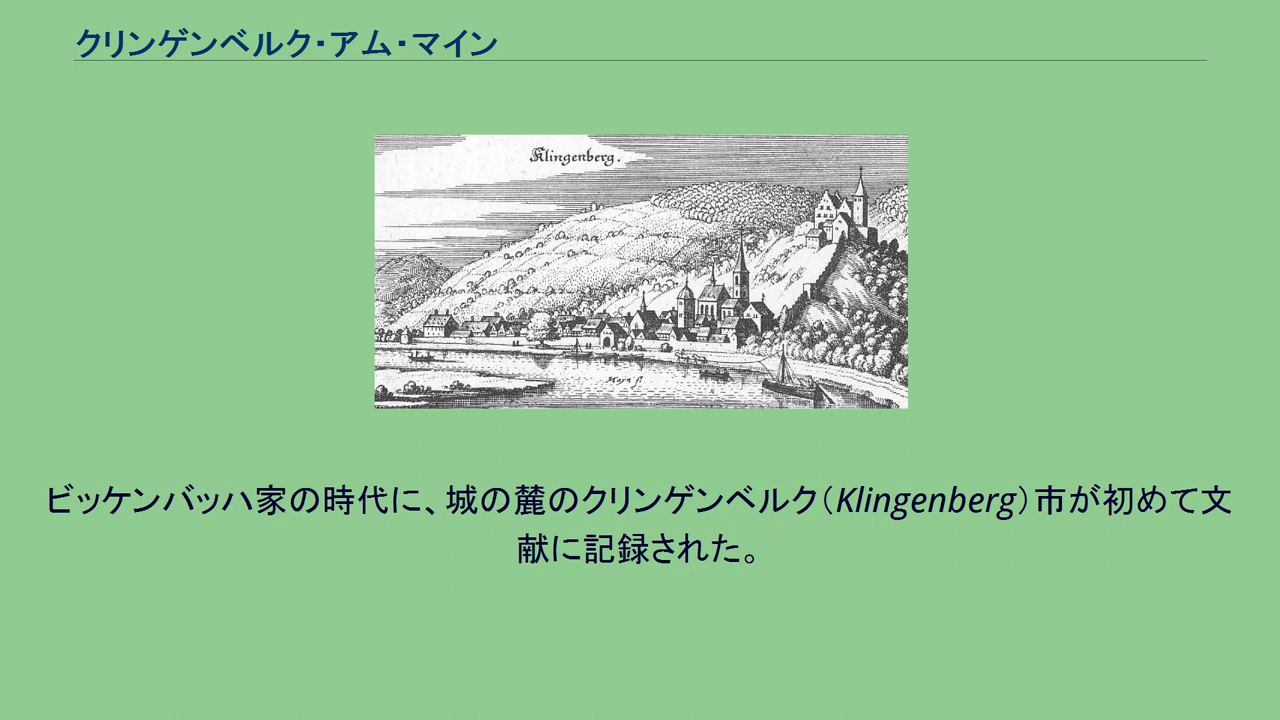 クリンゲンベルク・アム・マイン
Klingenberg.
Mayn fl
ビッケンバッハ家の時代に、城の麓のクリンゲンベルク（Klingenberg）市が初めて文
献に記録された。